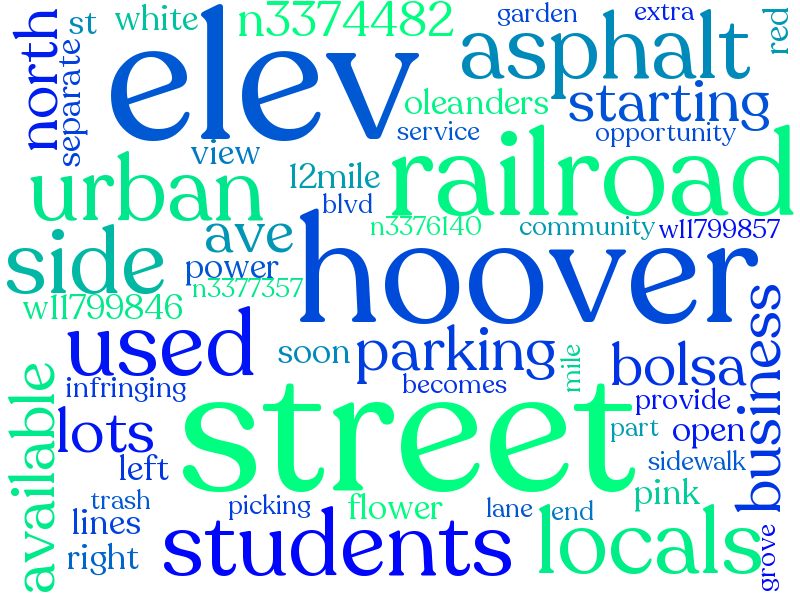 north
st
white
n3374482
garden
extra
red
separate
elev
asphalt
oleanders
starting
service
opportunity
view
urban
12mile
railroad
blvd
side
ave
n3376140
community
w11799857
power
n3377357
hoover
w11799846
used
soon
parking
mile
bolsa
business
infringing
becomes
provide
available
lots
street
part
open
left
sidewalk
trash
picking
flower
lane
end
pink
lines
students
locals
right
grove